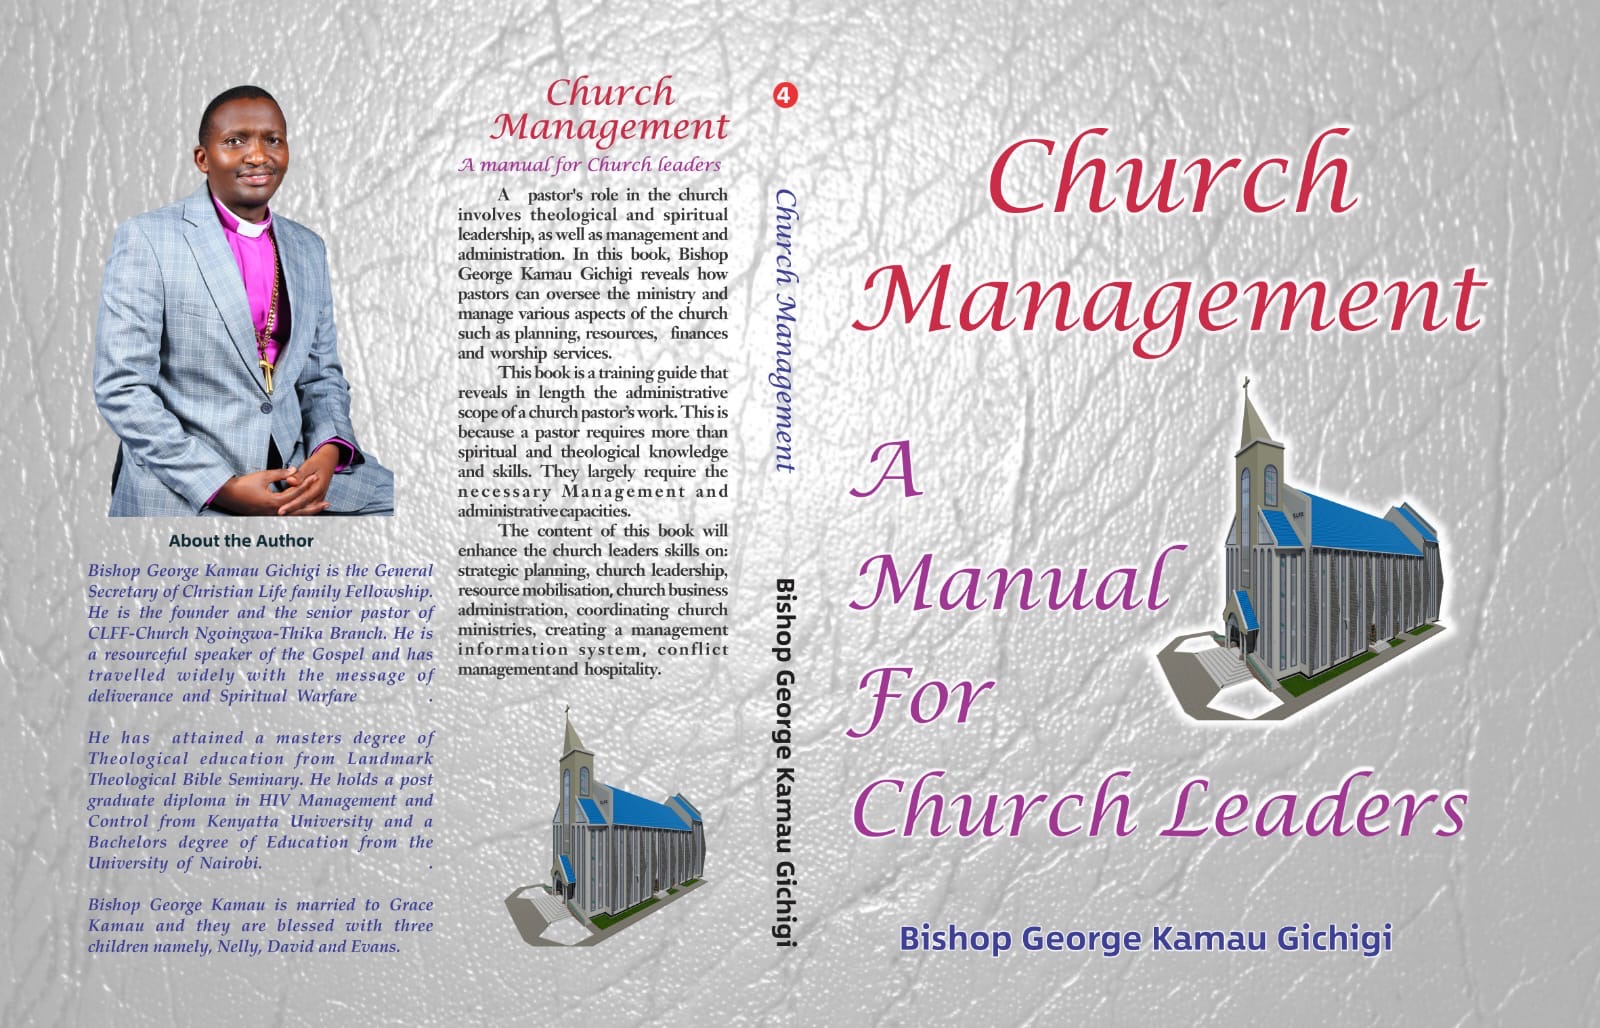 About the Author
Bishop George Kamau Gichigi is the General
Secretary of Christian Life family Fellowship.
He is the founder and the senior pastor of
CLFF-Church Ngoingwa-Thika Branch. He is
a resourceful speaker of the Gospel and has
travelled widely with the message of
deliverance and Spiritual Warfare .
He has attained a masters degree of
Theological education from Landmark
Theological Bible Seminary. He holds a post
graduate diploma in HIV Management and
Control from Kenyatta University and a
Bachelors degree of Education from the
University of Nairobi. .
Bishop George Kamau is married to Grace
Kamau and they are blessed with three
children namely, Nelly, David and Evans.
Church
Management
A manual for Church leaders
A pastor's role in the church
involves theological and spiritual
leadership, as well as management and
administration. In this book, Bishop
George Kamau Gichigi reveals how
pastors can oversee the ministry and
manage various aspects of the church
such as planning, resources, finances
and worship services.
This book is a training guide that
reveals in length the administrative
scope of a church pastor's work. This is
because a pastor requires more than
spiritual and theological knowledge
and skills. They largely require the
necessary Management and
administrative capacities.
The content of this book will
enhance the church leaders skills on:
strategic planning, church leadership,
resource mobilisation, church business
administration, coordinating church
ministries, creating a management
information system, conflict
management and hospitality.
4
Church Management
Bishop George Kamau Gichigi
Church
Management
A
Manual
For
Church Leaders
Bishop George Kamau Gichigi